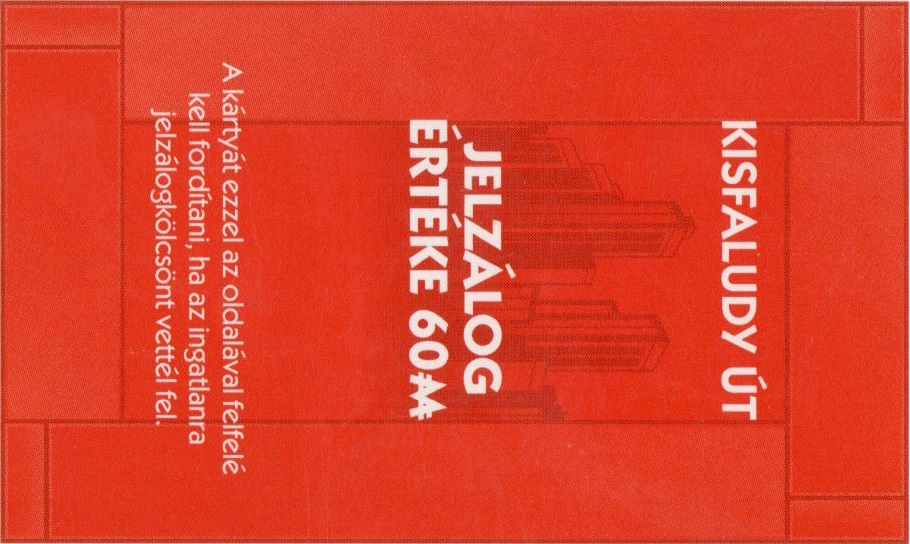 KISFALUDY ÚT
JELZÁLOG
ÉRTÉKE 60₳₳
A kártyát ezzel az oldalával felfelé
kell fordítani, ha az ingatlanra
jelzálogkölcsönt vettél fel.